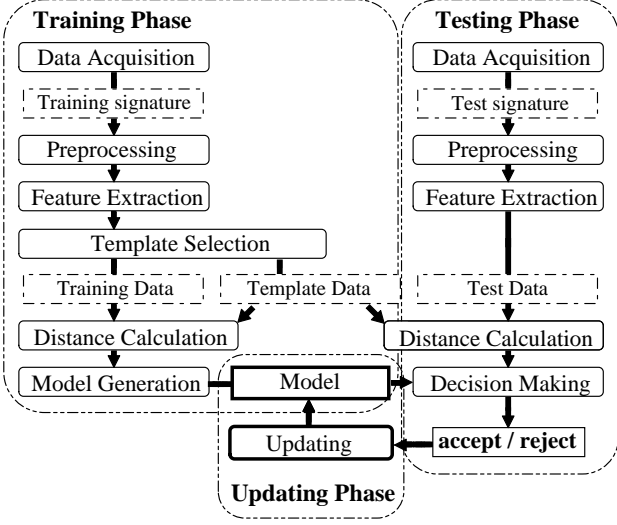 Training Phase
Data Acquisition
Training signature
Preprocessing
Feature Extraction
Template Selection
Training Data
Template Data
Distance Calculation
Model Generation
Model
Updating
Updating Phase
Testing Phase
Data Acquisition
Test signature
Preprocessing
Feature Extraction
Test Data
Distance Calculation
Decision Making
accept / reject